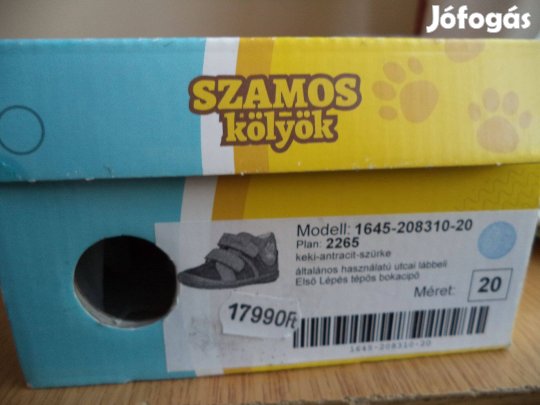 Jófogás
SZAMOS
kölyök
Modell: 1645-208310-20
Plan: 2265
keki-antracit-szürke
általános használatú utcai lábbeli
Első Lépés tépős bokacipő
Méret: 20
17990Ft
1645-208310-20